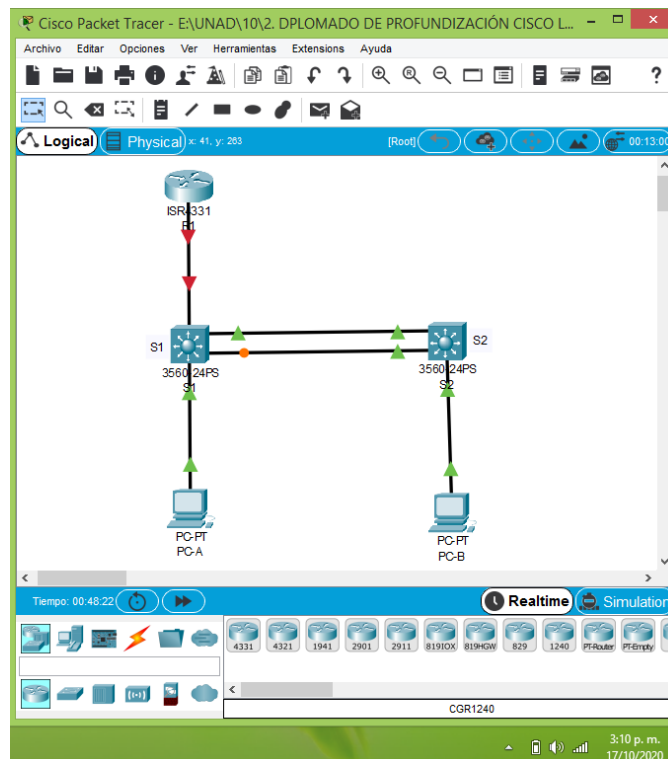 Cisco Packet Tracer - E:\UNAD\10\2. DPLOMADO DE PROFUNDIZACIÓN CISCO L...
Archivo Editar Opciones Ver Herramientas Extensions Ayuda
Logical Physical x: 41, y: 263 [Root] 00:13:00
ISR4331
R1
S1
3560-24PS
S1
S2
3560-24PS
S2
PC-PT
PC-A
PC-PT
PC-B
Tiempo: 00:48:22 Realtime Simulation
4331 4321 1941 2901 2911 819IOX 819HGW 829 1240 PT-Router PT-Empty
CGR1240
3:10 p. m.
17/10/2020